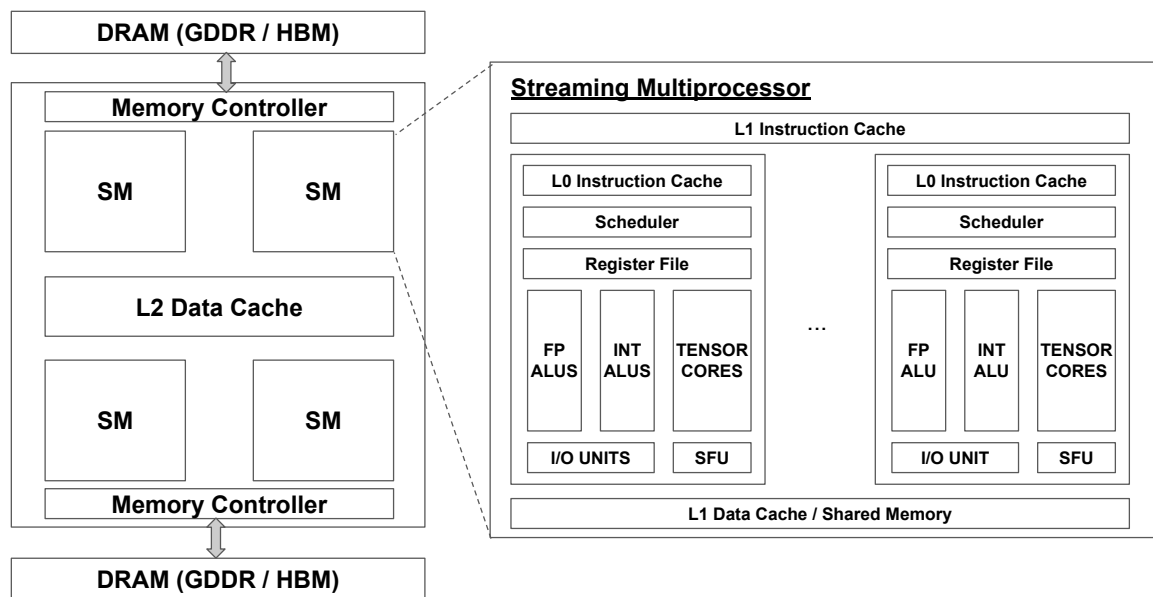 DRAM (GDDR / HBM)
Memory Controller
SM
SM
L2 Data Cache
SM
SM
Memory Controller
DRAM (GDDR / HBM)
Streaming Multiprocessor
L1 Instruction Cache
L0 Instruction Cache
Scheduler
Register File
FP
ALUS
INT
ALUS
TENSOR
CORES
I/O UNITS
SFU
...
L0 Instruction Cache
Scheduler
Register File
FP
ALU
INT
ALU
TENSOR
CORES
I/O UNIT
SFU
L1 Data Cache / Shared Memory